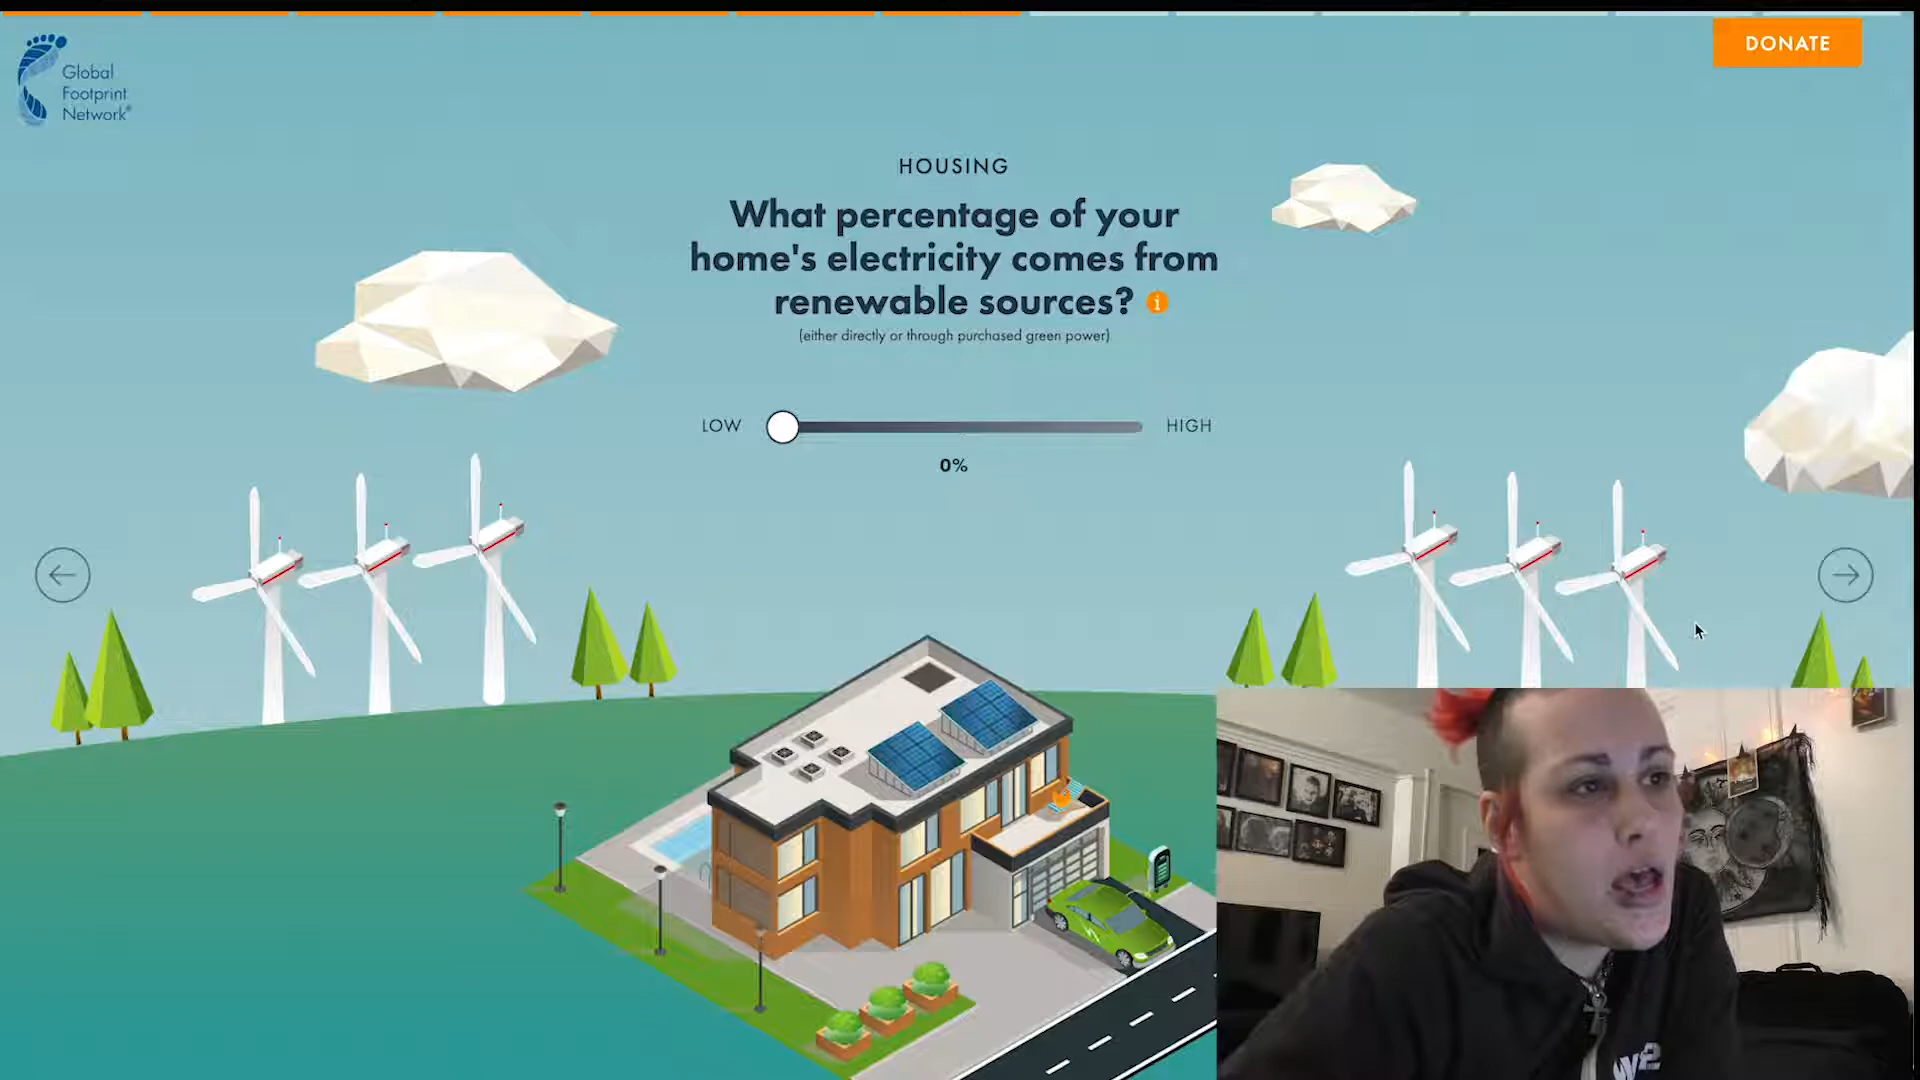 DONATE
Global
Footprint
Network®
HOUSING
What percentage of your
home's electricity comes from
renewable sources? i
(either directly or through purchased green power)
LOW
HIGH
0%